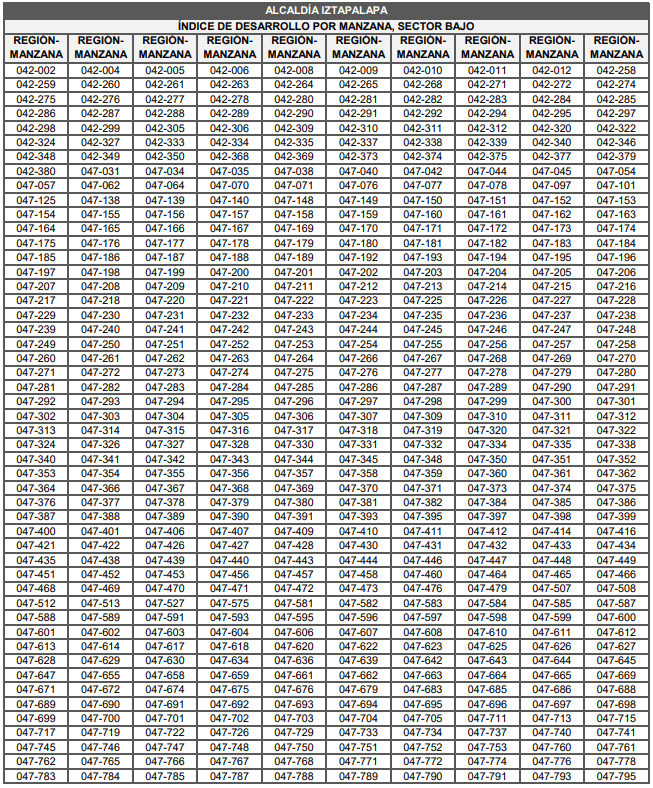 ALCALDÍA IZTAPALAPA
ÍNDICE DE DESARROLLO POR MANZANA, SECTOR BAJO
REGIÓN- REGIÓN- REGIÓN- REGIÓN- REGIÓN- REGIÓN- REGIÓN- REGIÓN- REGIÓN- REGIÓN-
MANZANA MANZANA MANZANA MANZANA MANZANA MANZANA MANZANA MANZANA MANZANA MANZANA
042-002 042-004 042-005 042-006 042-008 042-009 042-010 042-011 042-012 042-258
042-259 042-260 042-261 042-263 042-264 042-265 042-268 042-271 042-272 042-274
042-275 042-276 042-277 042-278 042-280 042-281 042-282 042-283 042-284 042-285
042-286 042-287 042-288 042-289 042-290 042-291 042-292 042-294 042-295 042-297
042-298 042-299 042-305 042-306 042-309 042-310 042-311 042-312 042-320 042-322
042-324 042-327 042-333 042-334 042-335 042-337 042-338 042-339 042-340 042-346
042-348 042-349 042-350 042-368 042-369 042-373 042-374 042-375 042-377 042-379
042-380 047-031 047-034 047-035 047-038 047-040 047-042 047-044 047-045 047-054
047-057 047-062 047-064 047-070 047-071 047-076 047-077 047-078 047-097 047-101
047-125 047-138 047-139 047-140 047-148 047-149 047-150 047-151 047-152 047-153
047-154 047-155 047-156 047-157 047-158 047-159 047-160 047-161 047-162 047-163
047-164 047-165 047-166 047-167 047-169 047-170 047-171 047-172 047-173 047-174
047-175 047-176 047-177 047-178 047-179 047-180 047-181 047-182 047-183 047-184
047-185 047-186 047-187 047-188 047-189 047-192 047-193 047-194 047-195 047-196
047-197 047-198 047-199 047-200 047-201 047-202 047-203 047-204 047-205 047-206
047-207 047-208 047-209 047-210 047-211 047-212 047-213 047-214 047-215 047-216
047-217 047-218 047-220 047-221 047-222 047-223 047-225 047-226 047-227 047-228
047-229 047-230 047-231 047-232 047-233 047-234 047-235 047-236 047-237 047-238
047-239 047-240 047-241 047-242 047-243 047-244 047-245 047-246 047-247 047-248
047-249 047-250 047-251 047-252 047-253 047-254 047-255 047-256 047-257 047-258
047-260 047-261 047-262 047-263 047-264 047-266 047-267 047-268 047-269 047-270
047-271 047-272 047-273 047-274 047-275 047-276 047-277 047-278 047-279 047-280
047-281 047-282 047-283 047-284 047-285 047-286 047-287 047-289 047-290 047-291
047-292 047-293 047-294 047-295 047-296 047-297 047-298 047-299 047-300 047-301
047-302 047-303 047-304 047-305 047-306 047-307 047-309 047-310 047-311 047-312
047-313 047-314 047-315 047-316 047-317 047-318 047-319 047-320 047-321 047-322
047-324 047-326 047-327 047-328 047-330 047-331 047-332 047-334 047-335 047-338
047-340 047-341 047-342 047-343 047-344 047-345 047-348 047-350 047-351 047-352
047-353 047-354 047-355 047-356 047-357 047-358 047-359 047-360 047-361 047-362
047-364 047-366 047-367 047-368 047-369 047-370 047-371 047-373 047-374 047-375
047-376 047-377 047-378 047-379 047-380 047-381 047-382 047-384 047-385 047-386
047-387 047-388 047-389 047-390 047-391 047-393 047-395 047-397 047-398 047-399
047-400 047-401 047-406 047-407 047-409 047-410 047-411 047-412 047-414 047-416
047-421 047-422 047-426 047-427 047-428 047-430 047-431 047-432 047-433 047-434
047-435 047-438 047-439 047-440 047-443 047-444 047-446 047-447 047-448 047-449
047-451 047-452 047-453 047-456 047-457 047-458 047-460 047-464 047-465 047-466
047-468 047-469 047-470 047-471 047-472 047-473 047-476 047-479 047-507 047-508
047-512 047-513 047-527 047-575 047-581 047-582 047-583 047-584 047-585 047-587
047-588 047-589 047-591 047-593 047-595 047-596 047-597 047-598 047-599 047-600
047-601 047-602 047-603 047-604 047-606 047-607 047-608 047-610 047-611 047-612
047-613 047-614 047-617 047-618 047-620 047-622 047-623 047-625 047-626 047-627
047-628 047-629 047-630 047-634 047-636 047-639 047-642 047-643 047-644 047-645
047-647 047-655 047-658 047-659 047-661 047-662 047-663 047-664 047-665 047-669
047-671 047-672 047-674 047-675 047-676 047-679 047-683 047-685 047-686 047-688
047-689 047-690 047-691 047-692 047-693 047-694 047-695 047-696 047-697 047-698
047-699 047-700 047-701 047-702 047-703 047-704 047-705 047-711 047-713 047-715
047-717 047-719 047-722 047-726 047-729 047-733 047-734 047-737 047-740 047-741
047-745 047-746 047-747 047-748 047-750 047-751 047-752 047-753 047-760 047-761
047-762 047-765 047-766 047-767 047-768 047-771 047-772 047-774 047-776 047-778
047-783 047-784 047-785 047-787 047-788 047-789 047-790 047-791 047-793 047-795